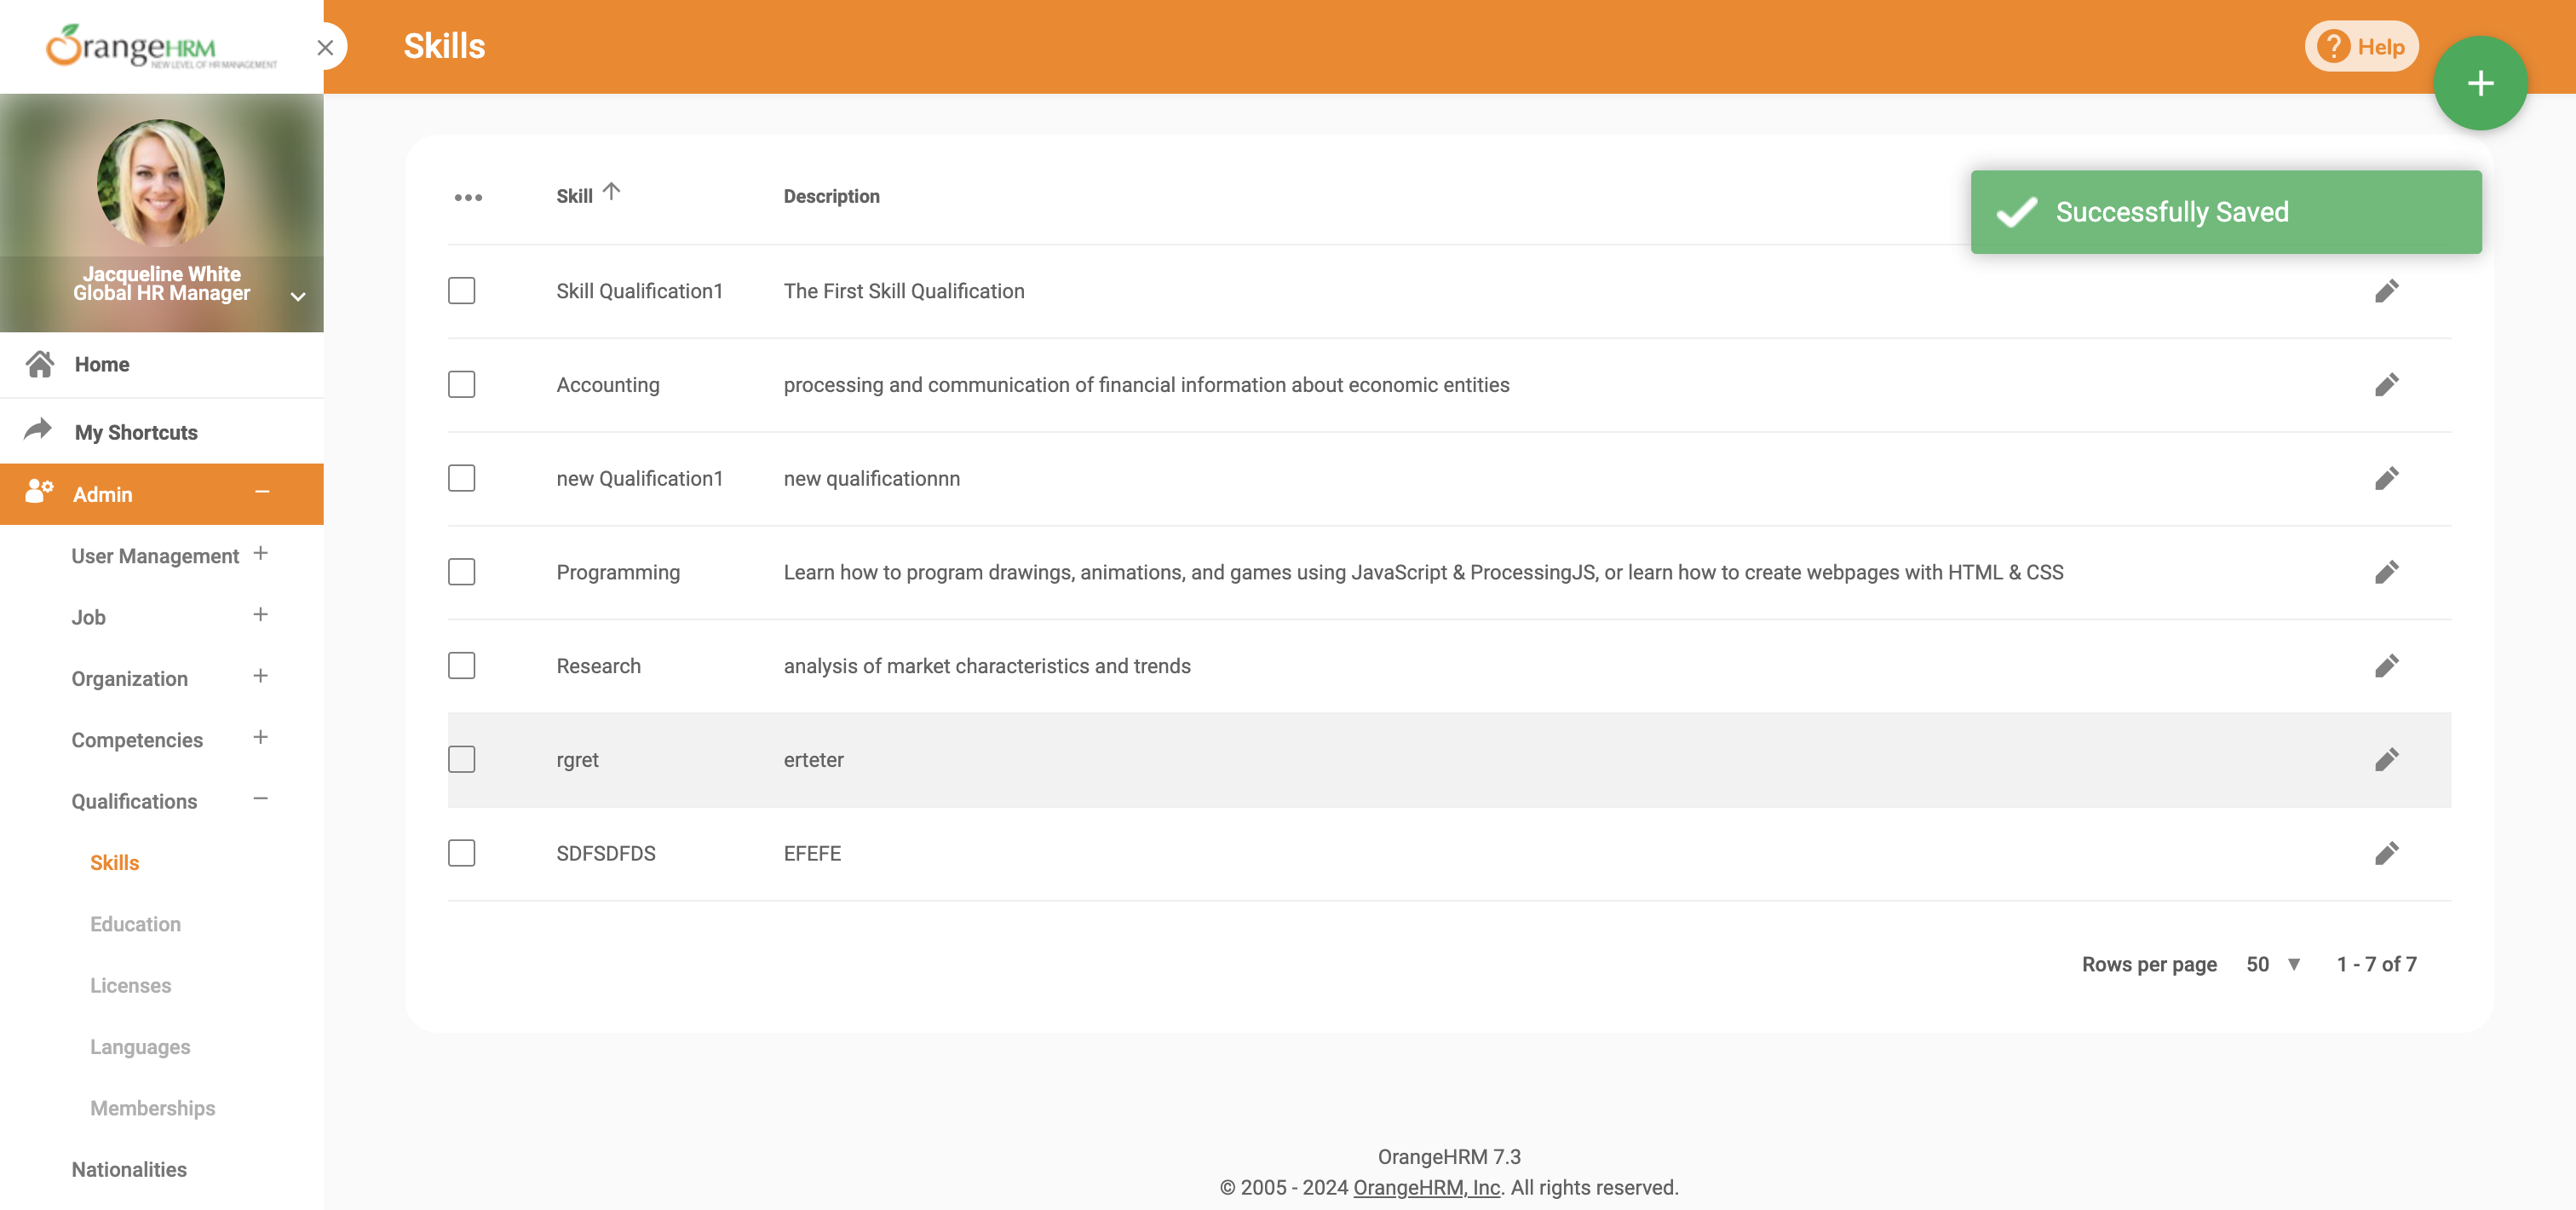 OrangeHRM
NEW LEVEL OF HR MANAGEMENT
Skills
Help
Jacqueline White
Global HR Manager
Home
My Shortcuts
Admin
User Management
Job
Organization
Competencies
Qualifications
Skills
Education
Licenses
Languages
Memberships
Nationalities
Successfully Saved
Skill Description
Skill Qualification1 The First Skill Qualification
Accounting processing and communication of financial information about economic entities
new Qualification1 new qualificationnn
Programming Learn how to program drawings, animations, and games using JavaScript & ProcessingJS, or learn how to create webpages with HTML & CSS
Research analysis of market characteristics and trends
rgret erteter
SDFSDFDS EFEFE
Rows per page 50 1 - 7 of 7
OrangeHRM 7.3
© 2005 - 2024 OrangeHRM, Inc. All rights reserved.